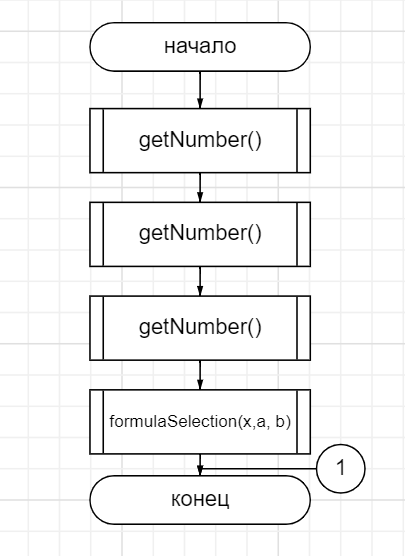 начало
getNumber()
getNumber()
getNumber()
formulaSelection(x,a, b)
1
конец